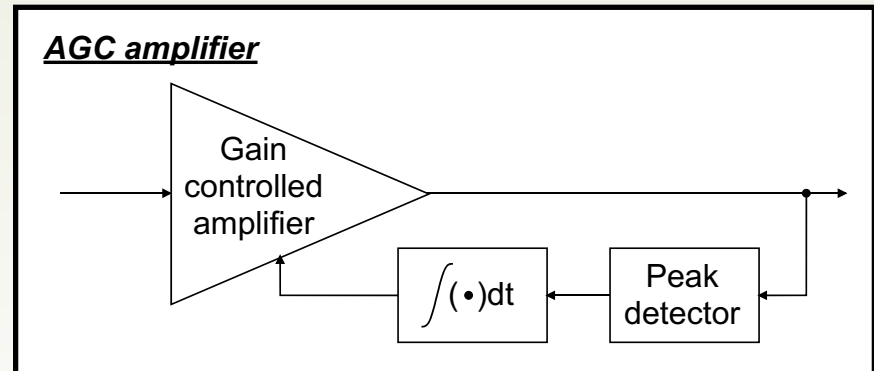 AGC amplifier
Gain
controlled
amplifier
∫(•)dt
Peak
detector